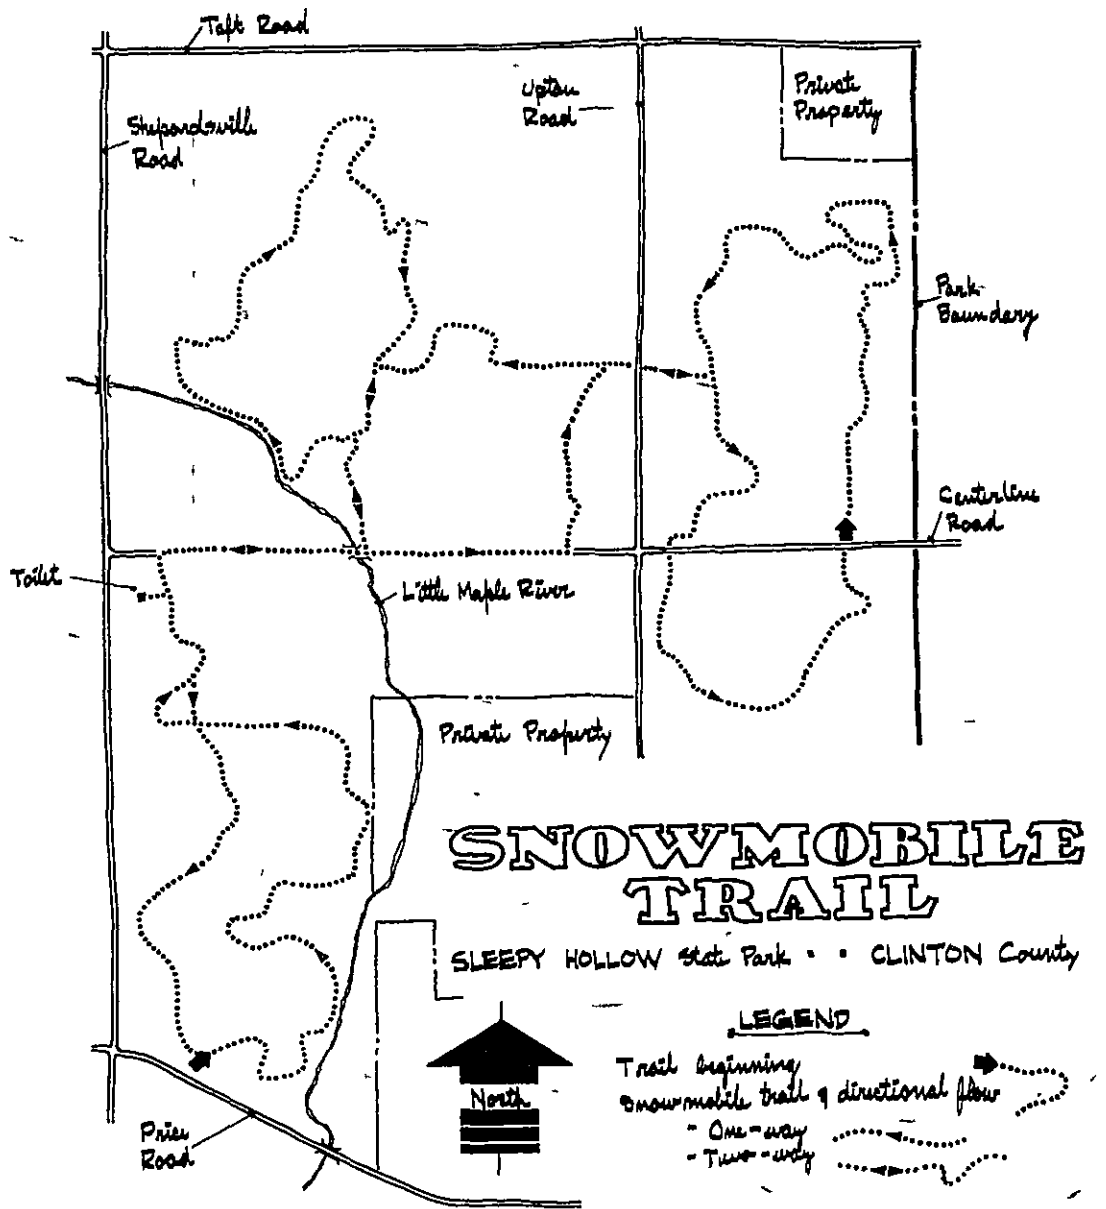 Taft Road
Upton
Road
Private
Property
Shepardsville
Road
Park
Boundary
Centerline
Road
Toilet
Little Maple River
Private Property
SNOWMOBILE
TRAIL
SLEEPY HOLLOW State Park · · CLINTON County
LEGEND
Trail beginning
Snowmobile trail & directional flow
- One-way
- Two-way
North
Price
Road